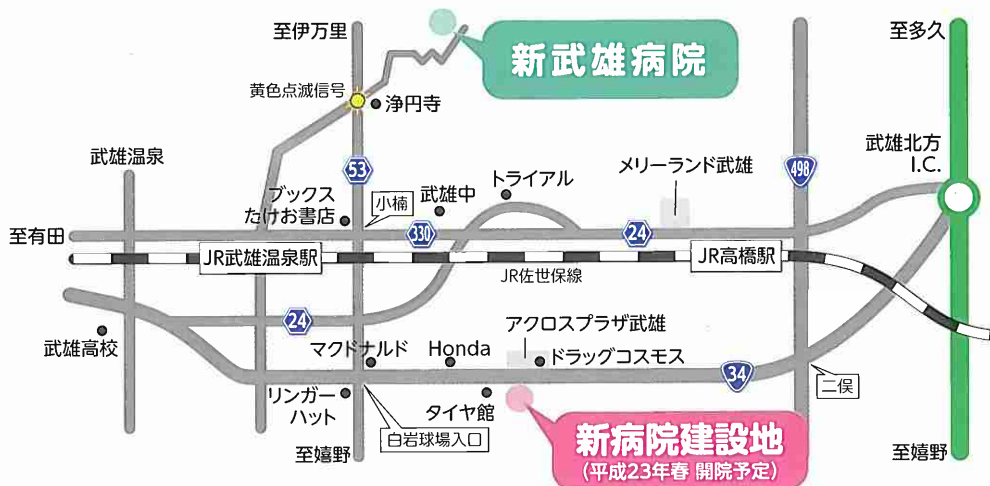 至伊万里
新武雄病院
至多久
黄色点滅信号
浄円寺
武雄温泉
武雄北方
I.C.
メリーランド武雄
498
53
トライアル
武雄中
小楠
ブックス
たけお書店
至有田
330
24
JR武雄温泉駅
JR高橋駅
JR佐世保線
24
アクロスプラザ武雄
武雄高校
マクドナルド
Honda
ドラッグコスモス
34
二俣
リンガー
ハット
タイヤ館
白岩球場入口
新病院建設地
(平成23年春 開院予定)
至嬉野
至嬉野